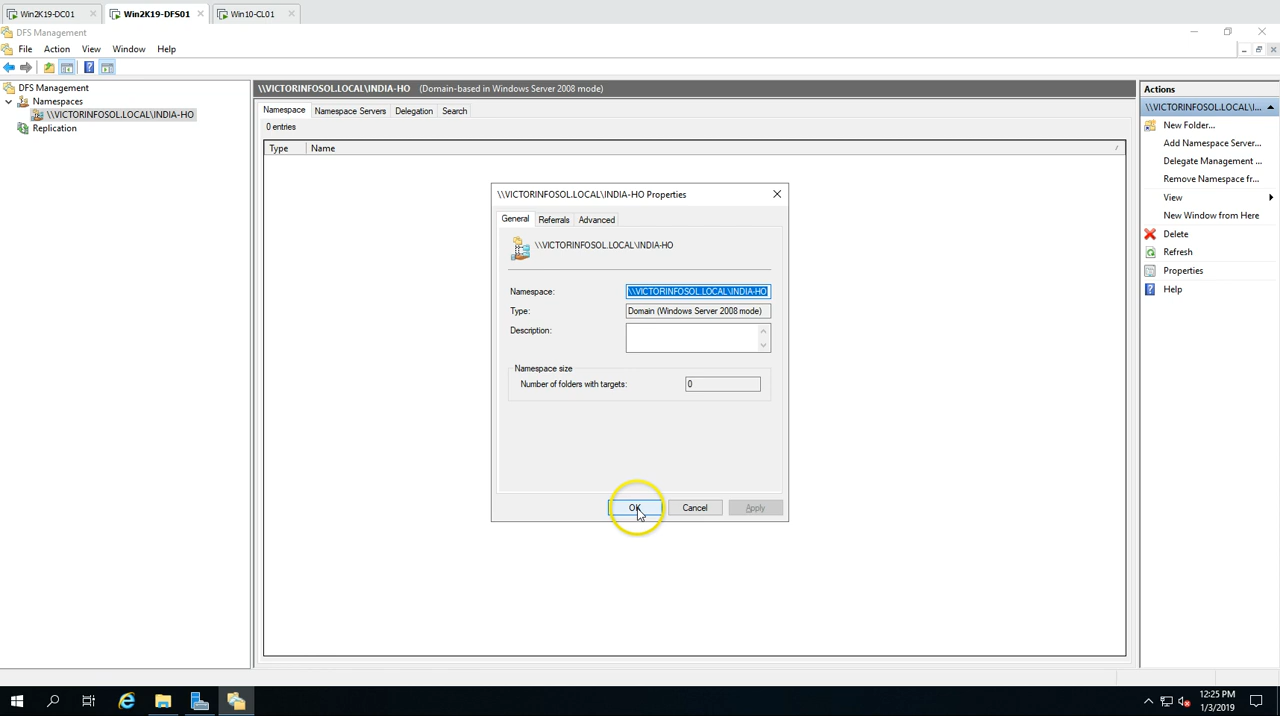 Win2K19-DC01
Win2K19-DFS01
Win10-CL01
DFS Management
File Action View Window Help
DFS Management
Namespaces
\\VICTORINFOSOL.LOCAL\INDIA-HO
Replication
\\VICTORINFOSOL.LOCAL\INDIA-HO (Domain-based in Windows Server 2008 mode)
Namespace Namespace Servers Delegation Search
0 entries
Type Name
\\VICTORINFOSOL.LOCAL\INDIA-HO Properties
General Referrals Advanced
\\VICTORINFOSOL.LOCAL\INDIA-HO
Namespace: \\VICTORINFOSOL.LOCAL\INDIA-HO
Type: Domain (Windows Server 2008 mode)
Description:
Namespace size
Number of folders with targets: 0
OK Cancel Apply
Actions
\\VICTORINFOSOL.LOCAL\I...
New Folder...
Add Namespace Server...
Delegate Management ...
Remove Namespace fr...
View
New Window from Here
Delete
Refresh
Properties
Help
12:25 PM
1/3/2019